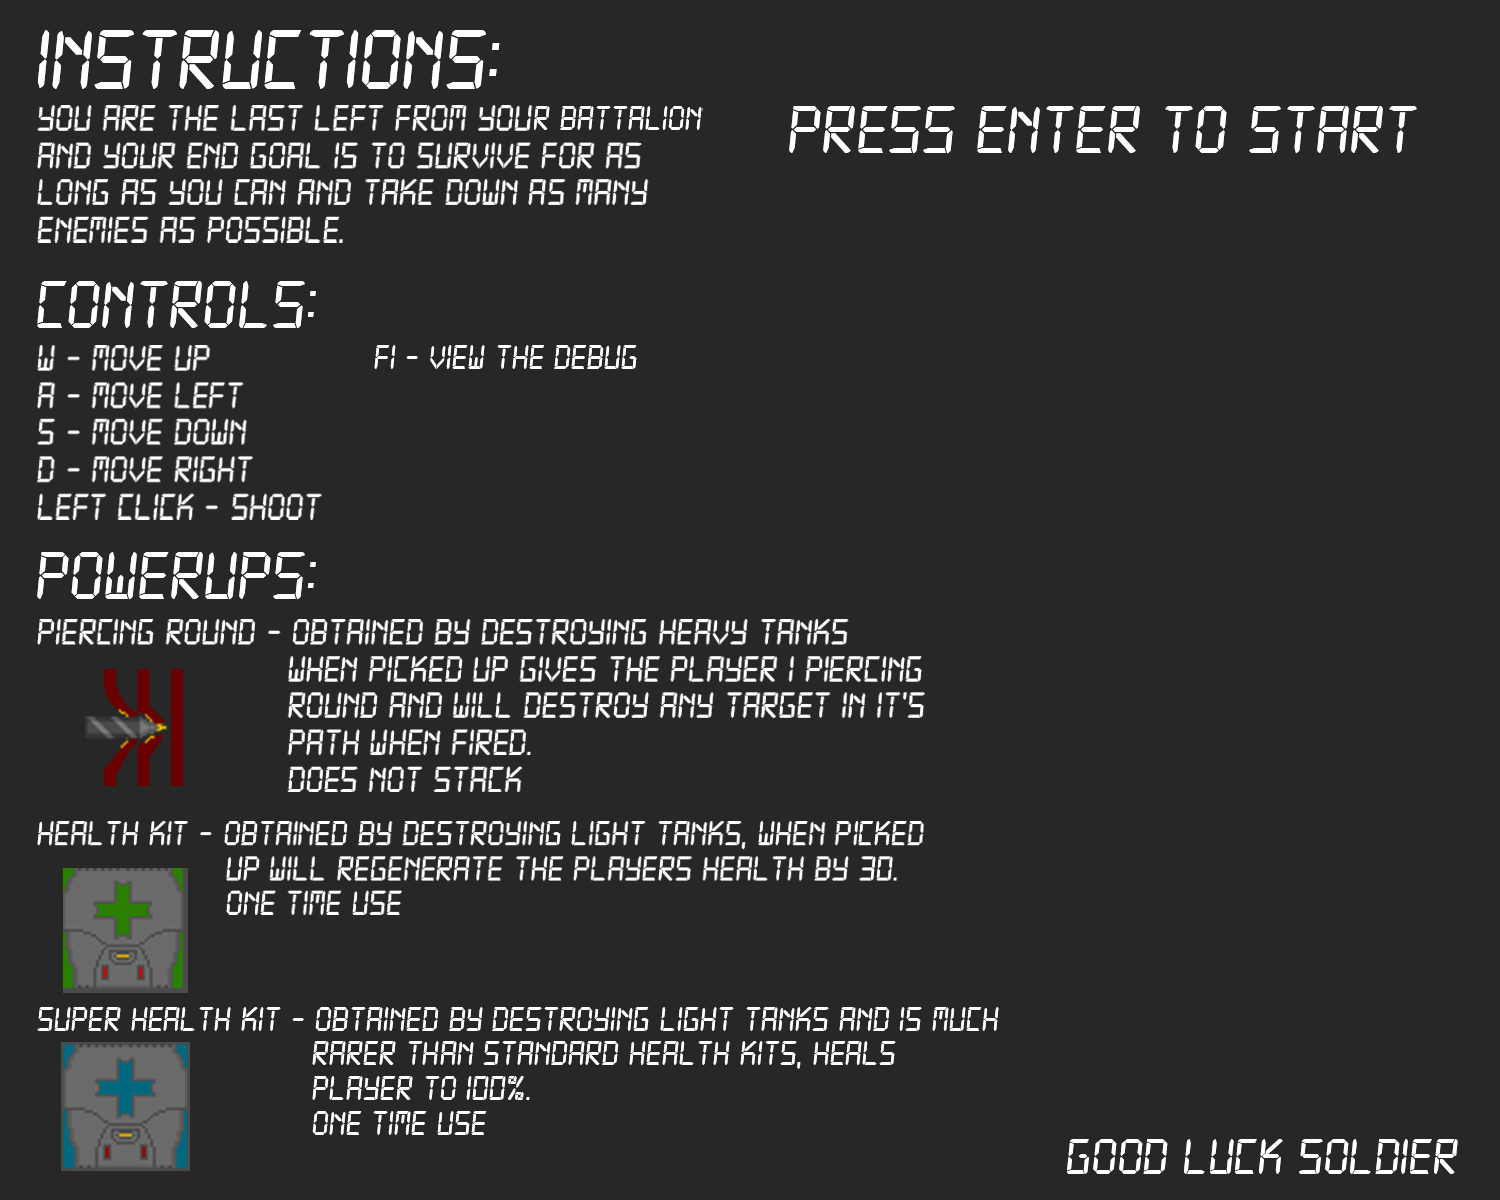 INSTRUCTIONS:
YOU ARE THE LAST LEFT FROM YOUR BATTALION
AND YOUR END GOAL IS TO SURVIVE FOR AS
LONG AS YOU CAN AND TAKE DOWN AS MANY
ENEMIES AS POSSIBLE.
PRESS ENTER TO START
CONTROLS:
W - MOVE UP
A - MOVE LEFT
S - MOVE DOWN
D - MOVE RIGHT
LEFT CLICK - SHOOT
F1 - VIEW THE DEBUG
POWERUPS:
PIERCING ROUND - OBTAINED BY DESTROYING HEAVY TANKS
WHEN PICKED UP GIVES THE PLAYER 1 PIERCING
ROUND AND WILL DESTROY ANY TARGET IN IT'S
PATH WHEN FIRED.
DOES NOT STACK
HEALTH KIT - OBTAINED BY DESTROYING LIGHT TANKS, WHEN PICKED
UP WILL REGENERATE THE PLAYERS HEALTH BY 30.
ONE TIME USE
SUPER HEALTH KIT - OBTAINED BY DESTROYING LIGHT TANKS AND IS MUCH
RARER THAN STANDARD HEALTH KITS, HEALS
PLAYER TO 100%.
ONE TIME USE
GOOD LUCK SOLDIER